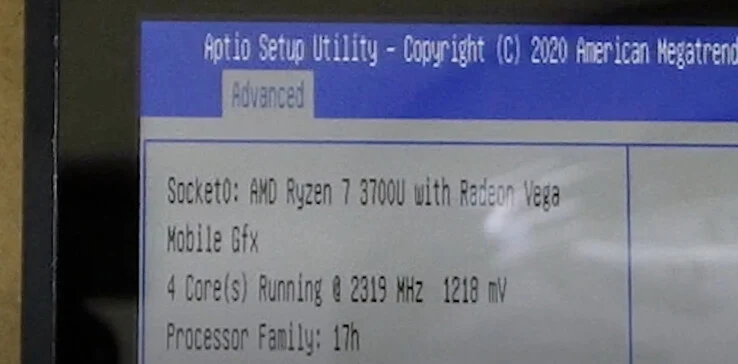 Aptio Setup Utility - Copyright (C) 2020 American Megatrend
Advanced
Socket0: AMD Ryzen 7 3700U with Radeon Vega
Mobile Gfx
4 Core(s) Running @ 2319 MHz 1218 mV
Processor Family: 17h